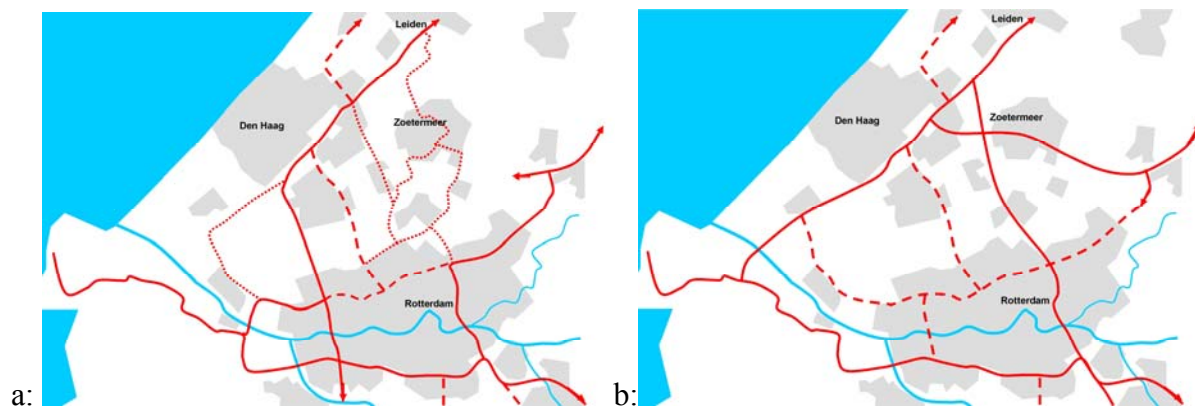 a:
Leiden
Den Haag
Zoetermeer
Rotterdam
b:
Leiden
Den Haag
Zoetermeer
Rotterdam